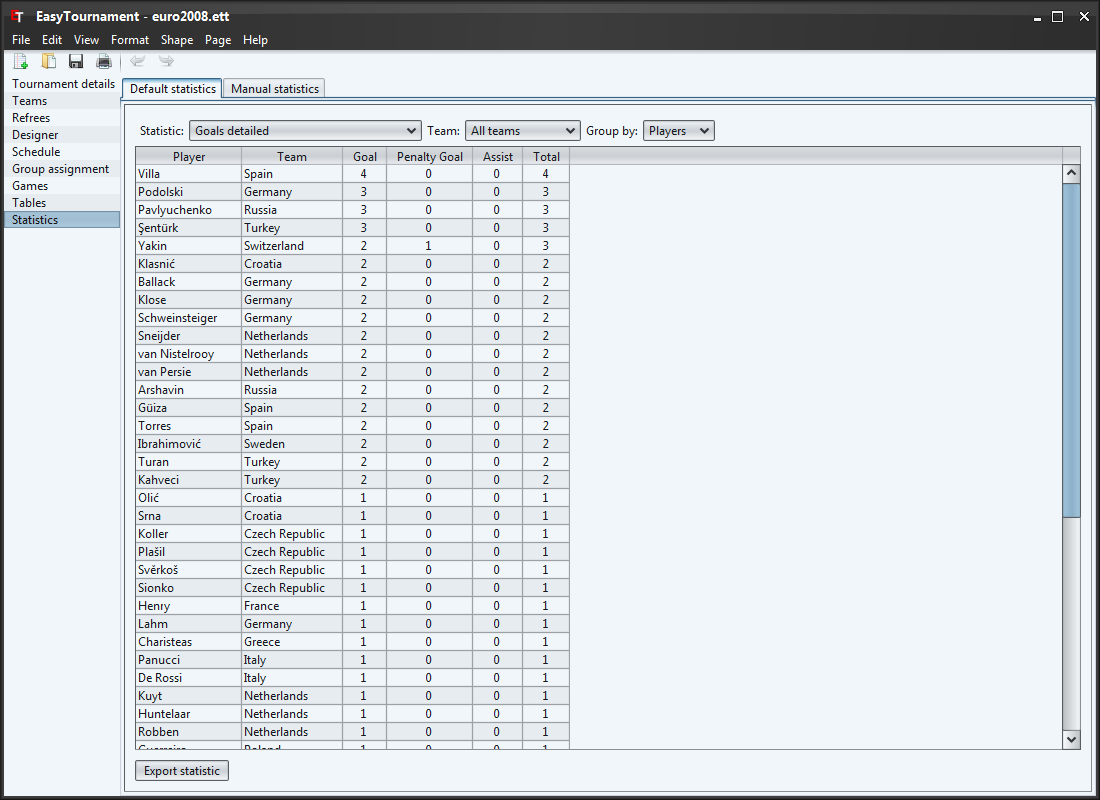 ET EasyTournament - euro2008.ett
File Edit View Format Shape Page Help
Tournament details
Teams
Refrees
Designer
Schedule
Group assignment
Games
Tables
Statistics
Default statistics Manual statistics
Statistic: Goals detailed Team: All teams Group by: Players
Player Team Goal Penalty Goal Assist Total
Villa Spain 4 0 0 4
Podolski Germany 3 0 0 3
Pavlyuchenko Russia 3 0 0 3
Şentürk Turkey 3 0 0 3
Yakin Switzerland 2 1 0 3
Klasnić Croatia 2 0 0 2
Ballack Germany 2 0 0 2
Klose Germany 2 0 0 2
Schweinsteiger Germany 2 0 0 2
Sneijder Netherlands 2 0 0 2
van Nistelrooy Netherlands 2 0 0 2
van Persie Netherlands 2 0 0 2
Arshavin Russia 2 0 0 2
Güiza Spain 2 0 0 2
Torres Spain 2 0 0 2
Ibrahimović Sweden 2 0 0 2
Turan Turkey 2 0 0 2
Kahveci Turkey 2 0 0 2
Olić Croatia 1 0 0 1
Srna Croatia 1 0 0 1
Koller Czech Republic 1 0 0 1
Plašil Czech Republic 1 0 0 1
Svěrkoš Czech Republic 1 0 0 1
Sionko Czech Republic 1 0 0 1
Henry France 1 0 0 1
Lahm Germany 1 0 0 1
Charisteas Greece 1 0 0 1
Panucci Italy 1 0 0 1
De Rossi Italy 1 0 0 1
Kuyt Netherlands 1 0 0 1
Huntelaar Netherlands 1 0 0 1
Robben Netherlands 1 0 0 1
Export statistic